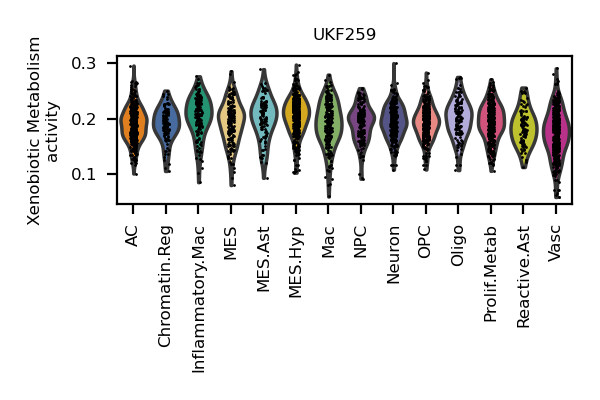 UKF259
Xenobiotic Metabolism
activity
0.3
0.2
0.1
AC
Chromatin.Reg
Inflammatory.Mac
MES
MES.Ast
MES.Hyp
Mac
NPC
Neuron
OPC
Oligo
Prolif.Metab
Reactive.Ast
Vasc